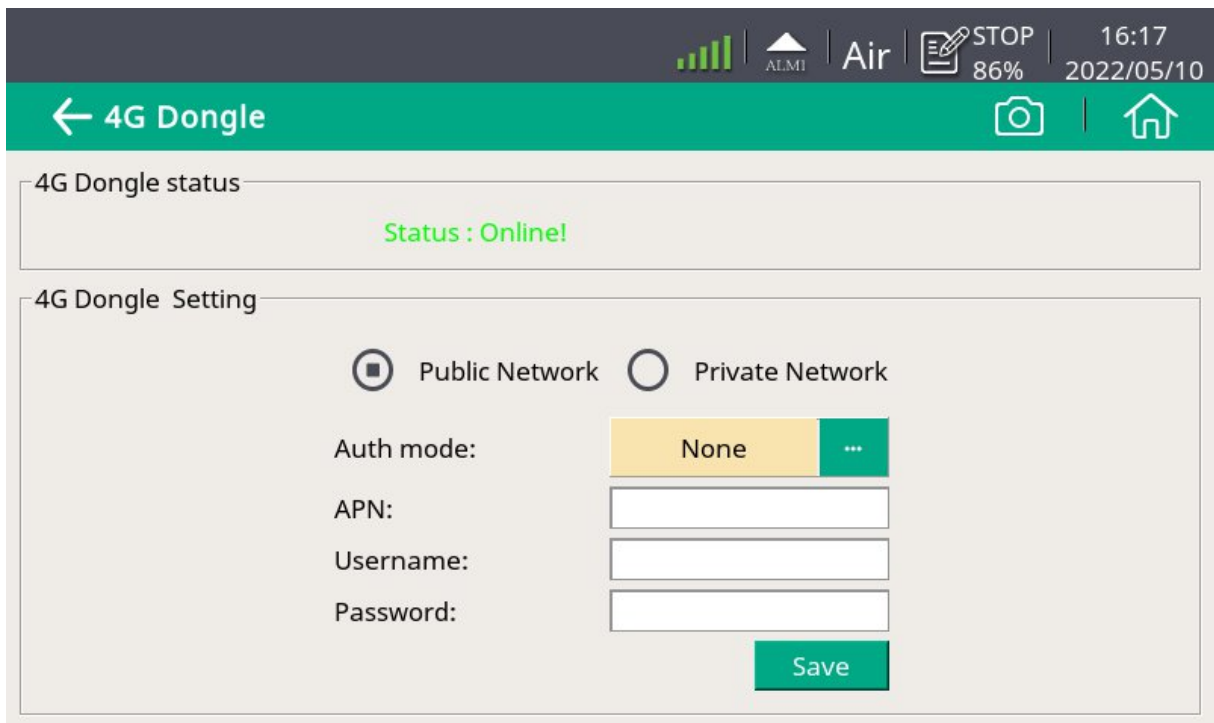 ALMI
Air
STOP
86%
16:17
2022/05/10
4G Dongle
4G Dongle status
Status : Online!
4G Dongle Setting
Public Network
Private Network
Auth mode:
None
...
APN:
Username:
Password:
Save